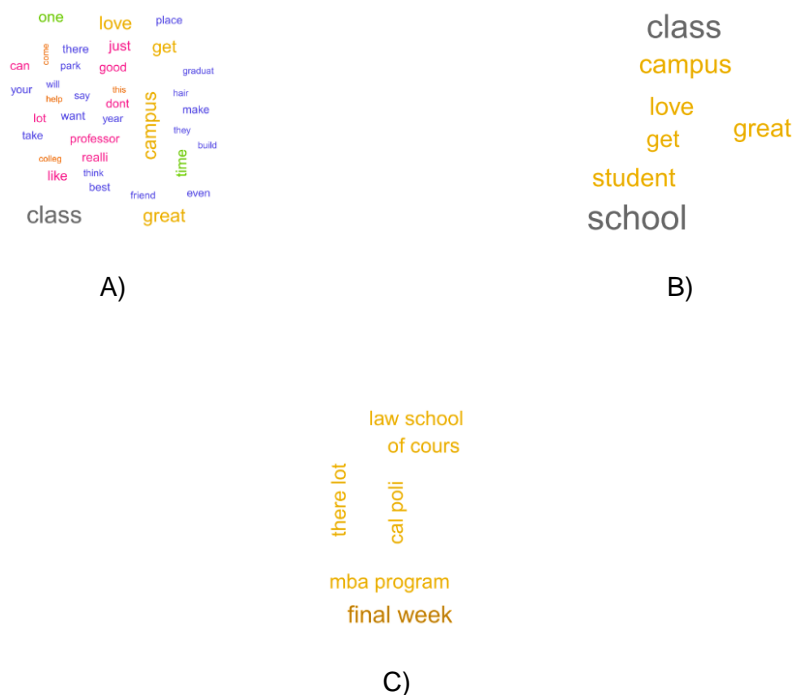 one
love
place
come
there
just
get
can
park
good
graduat
your
will
help
say
this
dont
hair
make
lot
want
year
campus
they
take
professor
build
colleg
realli
time
like
think
best
friend
even
class
great
A)
class
campus
love
get
great
student
school
B)
law school
of cours
there lot
cal poli
mba program
final week
C)